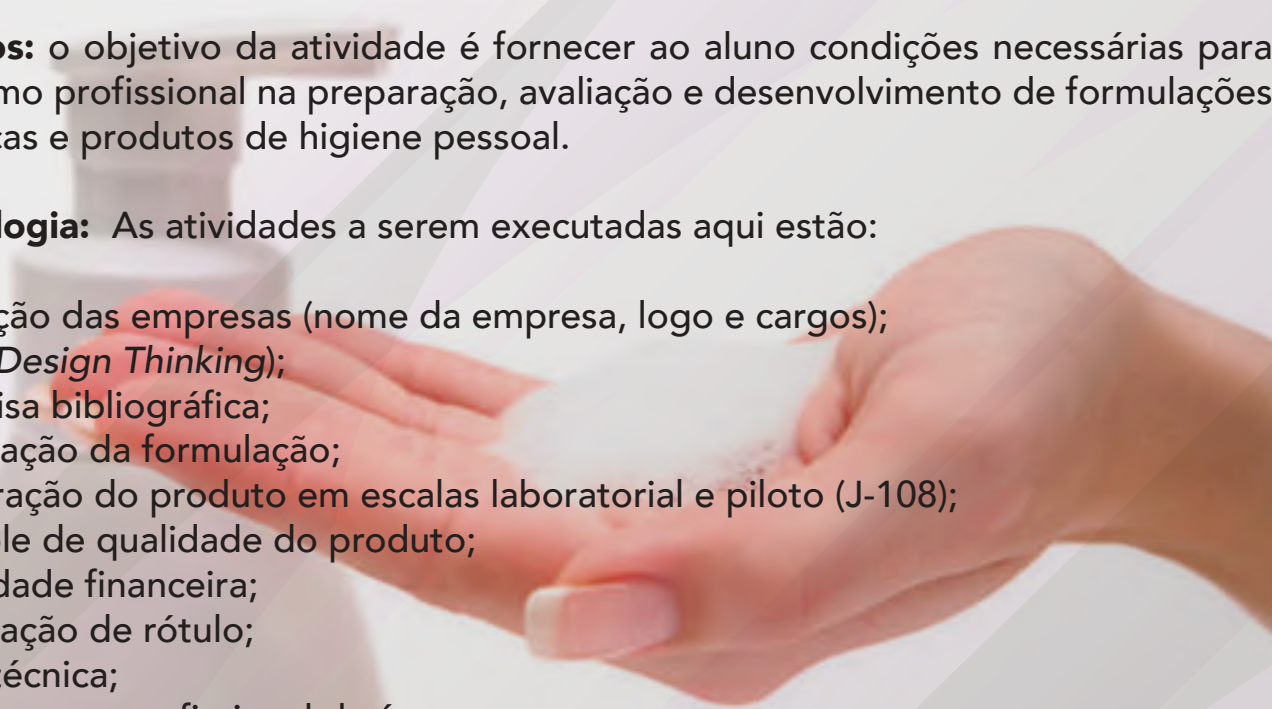 os: o objetivo da atividade é fornecer ao aluno condições necessárias para
mo profissional na preparação, avaliação e desenvolvimento de formulações
cas e produtos de higiene pessoal.
logia: As atividades a serem executadas aqui estão:
ção das empresas (nome da empresa, logo e cargos);
Design Thinking);
isa bibliográfica;
ação da formulação;
ração do produto em escalas laboratorial e piloto (J-108);
le de qualidade do produto;
dade financeira;
ação de rótulo;
técnica;